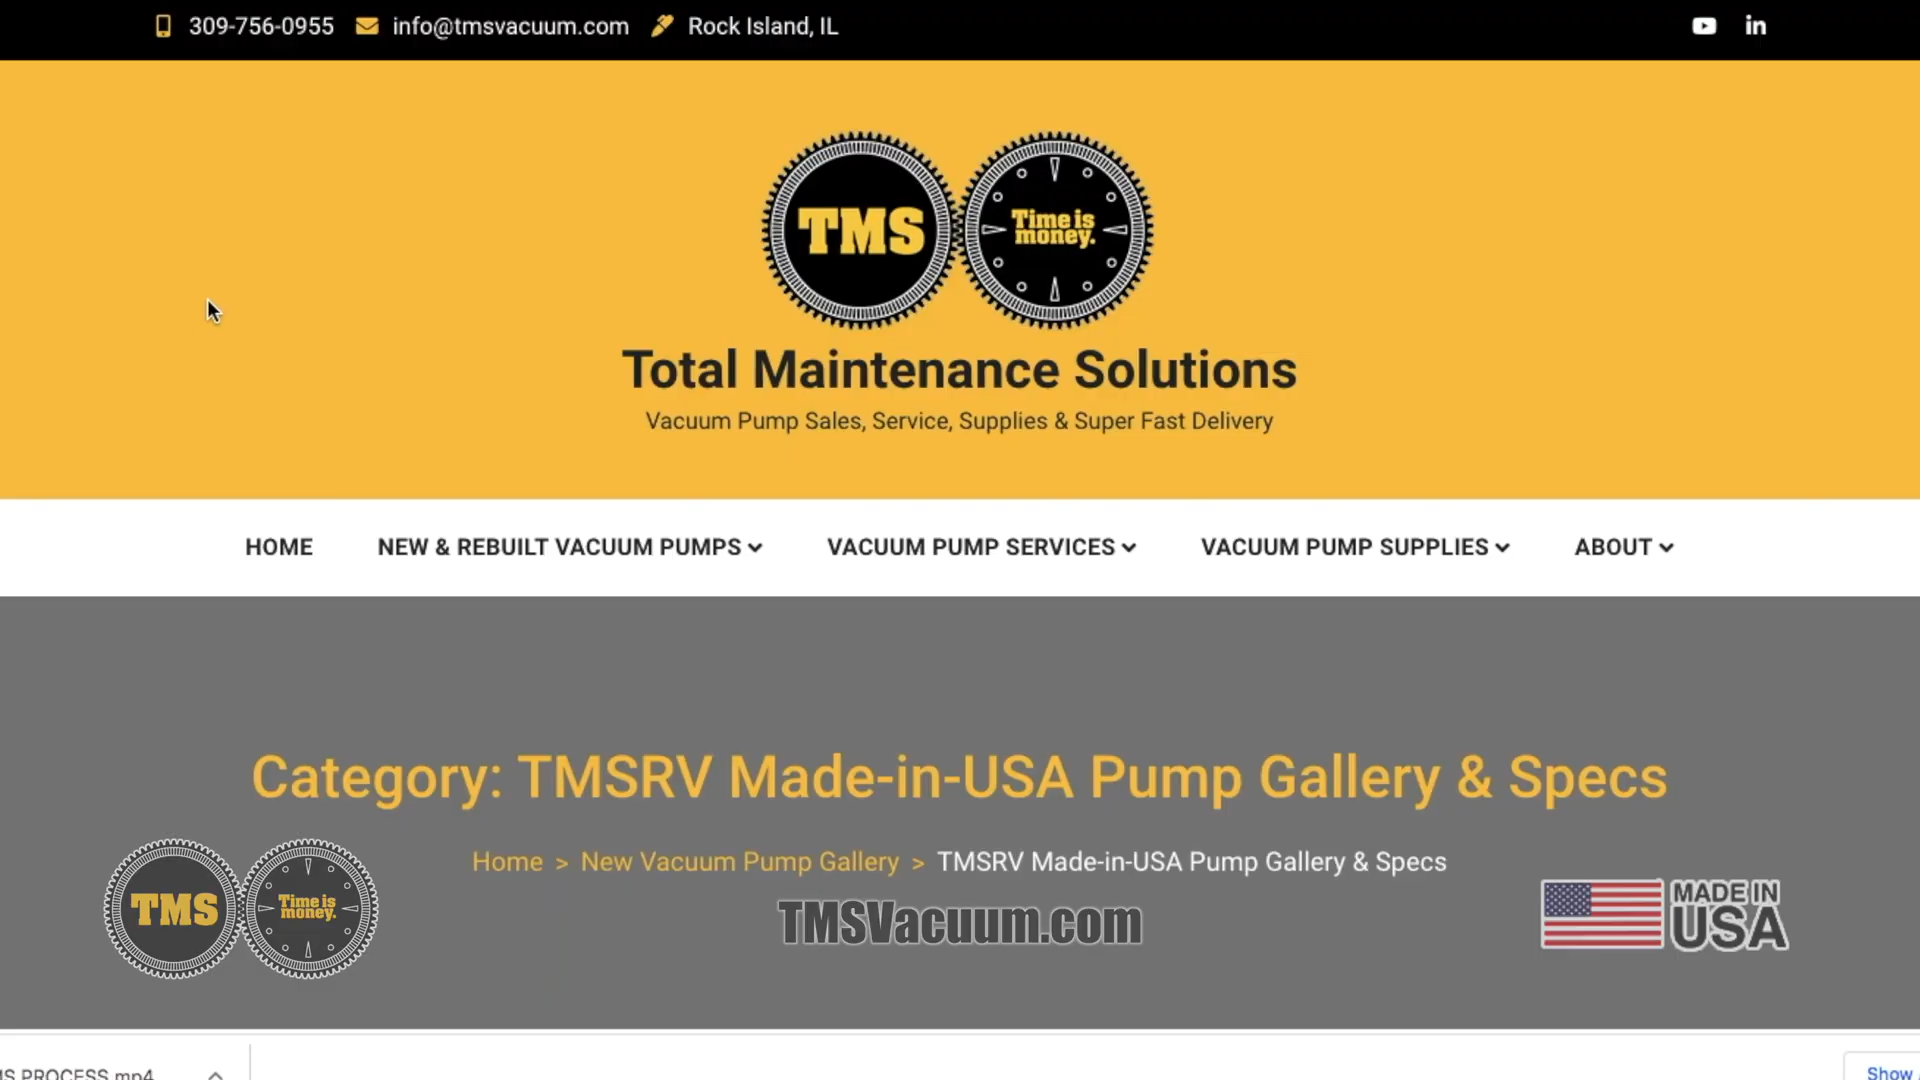 309-756-0955 info@tmsvacuum.com Rock Island, IL
TMS
Time is
money.
Total Maintenance Solutions
Vacuum Pump Sales, Service, Supplies & Super Fast Delivery
HOME NEW & REBUILT VACUUM PUMPS VACUUM PUMP SERVICES VACUUM PUMP SUPPLIES ABOUT
Category: TMSRV Made-in-USA Pump Gallery & Specs
Home > New Vacuum Pump Gallery > TMSRV Made-in-USA Pump Gallery & Specs
TMS
Time is
money.
TMSVacuum.com
MADE IN
USA
PROCESS.mp4
Show